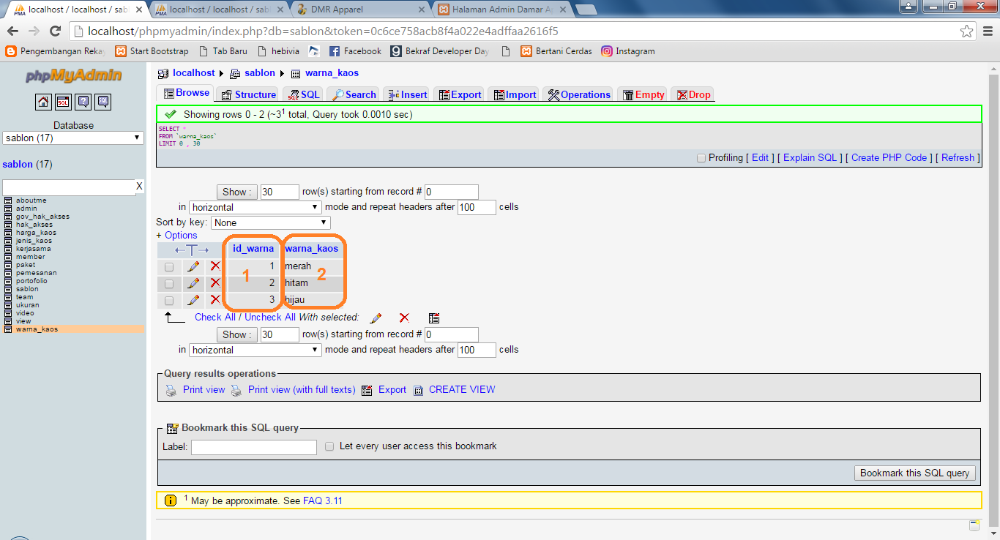 PMA localhost / localhost / sabl
PMA localhost / localhost / sabl
DMR Apparel
Halaman Admin Damar A
localhost/phpmyadmin/index.php?db=sablon&token=0c6ce758acb8f4a022e4adffaa2616f5
Pengembangan Rekay
Start Bootstrap
Tab Baru
hebivia
Facebook
Bekraf Developer Day
Bertani Cerdas
Instagram
phpMyAdmin
SQL
SQL
Database
sablon (17)
sablon (17)
X
aboutme
admin
gov_hak_akses
hak_akses
harga_kaos
jenis_kaos
kerjasama
member
paket
pemesanan
portofolio
sablon
team
ukuran
video
view
warna_kaos
localhost ▶ sablon ▶ warna_kaos
Browse Structure SQL Search Insert Export Import Operations Empty Drop
Showing rows 0 - 2 (~3¹ total, Query took 0.0010 sec)
SELECT *
FROM `warna_kaos`
LIMIT 0 , 30
Profiling [ Edit ] [ Explain SQL ] [ Create PHP Code ] [ Refresh ]
Show : 30 row(s) starting from record # 0
in horizontal mode and repeat headers after 100 cells
Sort by key: None
+ Options
←T→ id_warna warna_kaos
1 merah
2 hitam
3 hijau
1 2
Check All / Uncheck All With selected:
Show : 30 row(s) starting from record # 0
in horizontal mode and repeat headers after 100 cells
Query results operations
Print view Print view (with full texts) Export CREATE VIEW
Bookmark this SQL query
Label: Let every user access this bookmark
Bookmark this SQL query
¹ May be approximate. See FAQ 3.11